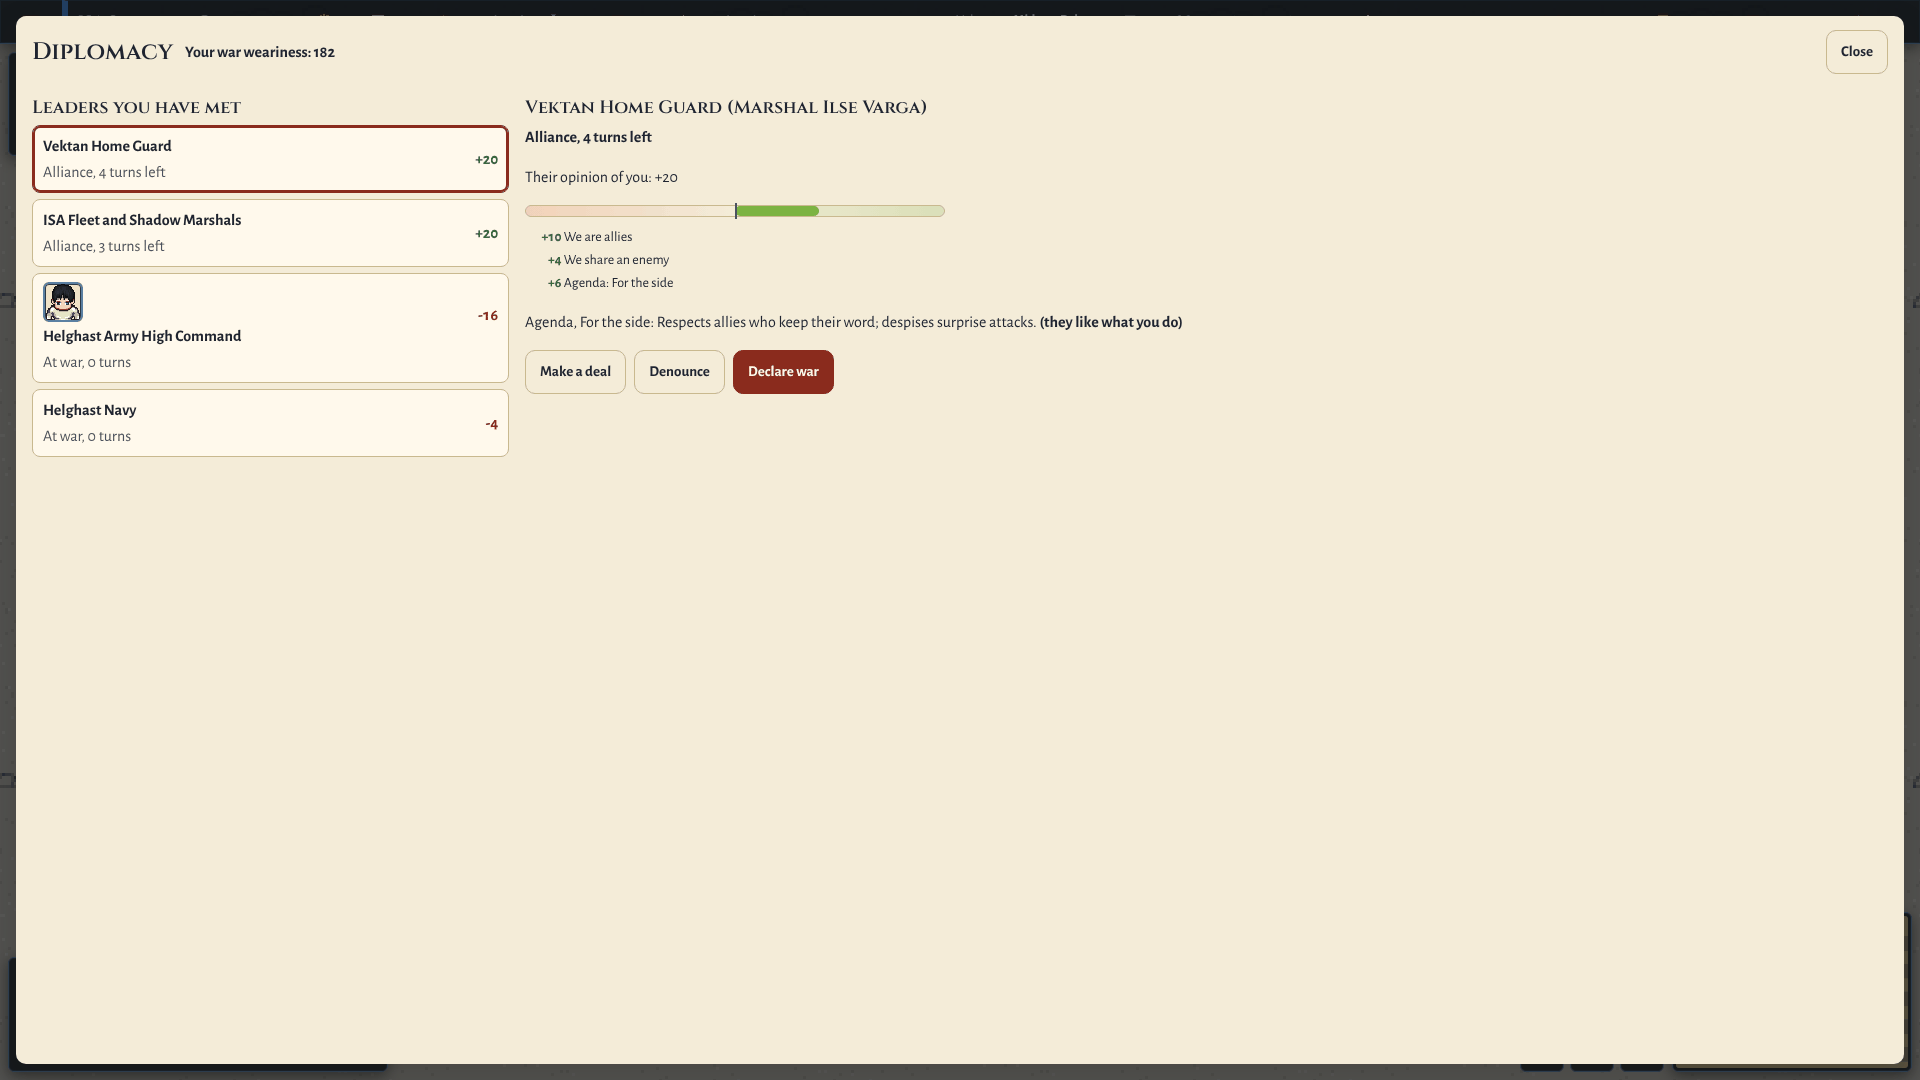 Diplomacy Your war weariness: 182
Close
Leaders you have met
Vektan Home Guard
Alliance, 4 turns left
+20
ISA Fleet and Shadow Marshals
Alliance, 3 turns left
+20
Helghast Army High Command
At war, 0 turns
-16
Helghast Navy
At war, 0 turns
-4
Vektan Home Guard (Marshal Ilse Varga)
Alliance, 4 turns left
Their opinion of you: +20
+10 We are allies
+4 We share an enemy
+6 Agenda: For the side
Agenda, For the side: Respects allies who keep their word; despises surprise attacks. (they like what you do)
Make a deal
Denounce
Declare war